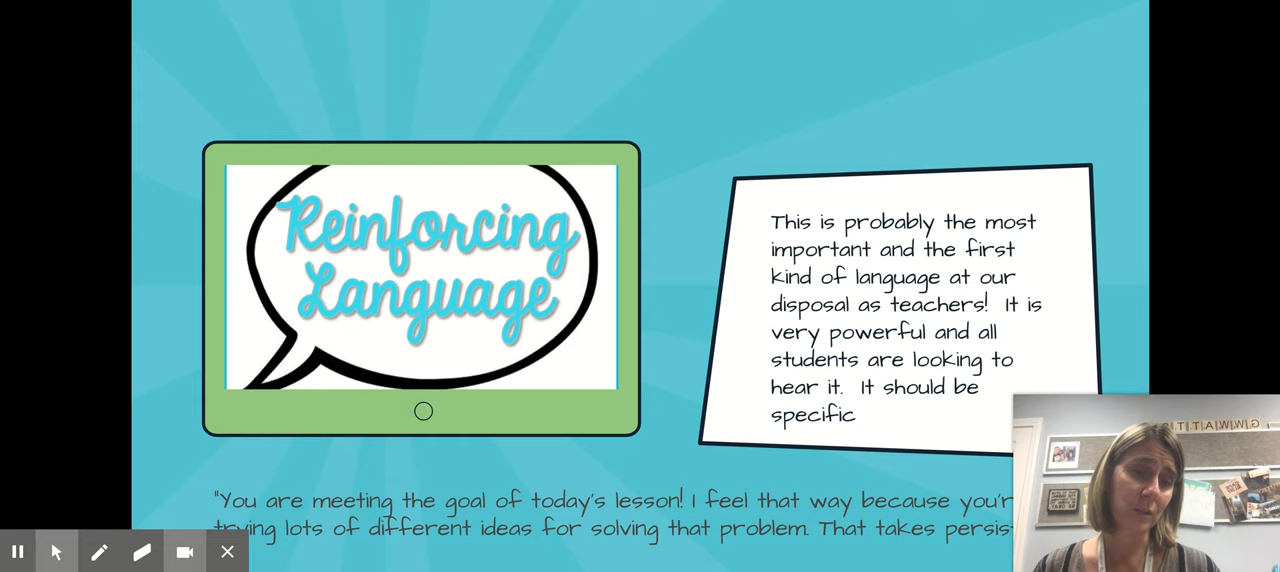 Reinforcing
Language
This is probably the most
important and the first
kind of language at our
disposal as teachers! It is
very powerful and all
students are looking to
hear it. It should be
specific
"You are meeting the goal of today's lesson! I feel that way because you'r
trying lots of different ideas for solving that problem. That takes persis